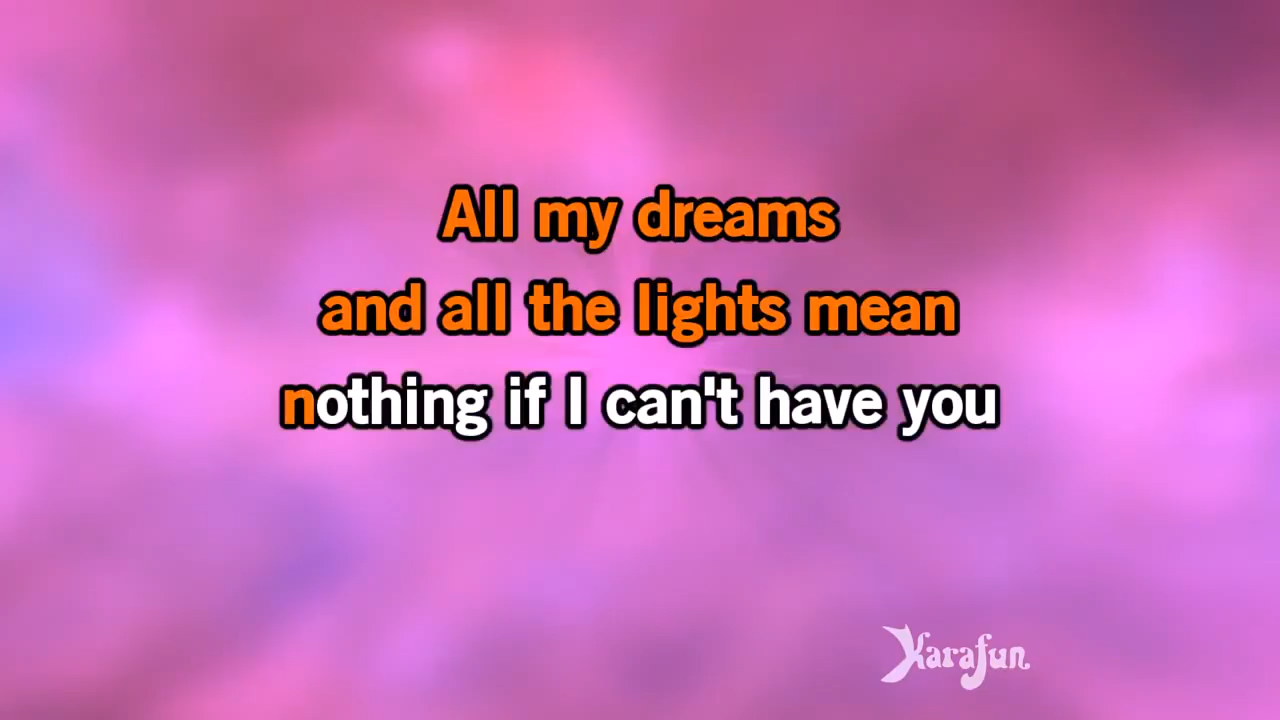 All my dreams
and all the lights mean
nothing if I can't have you
Karafun